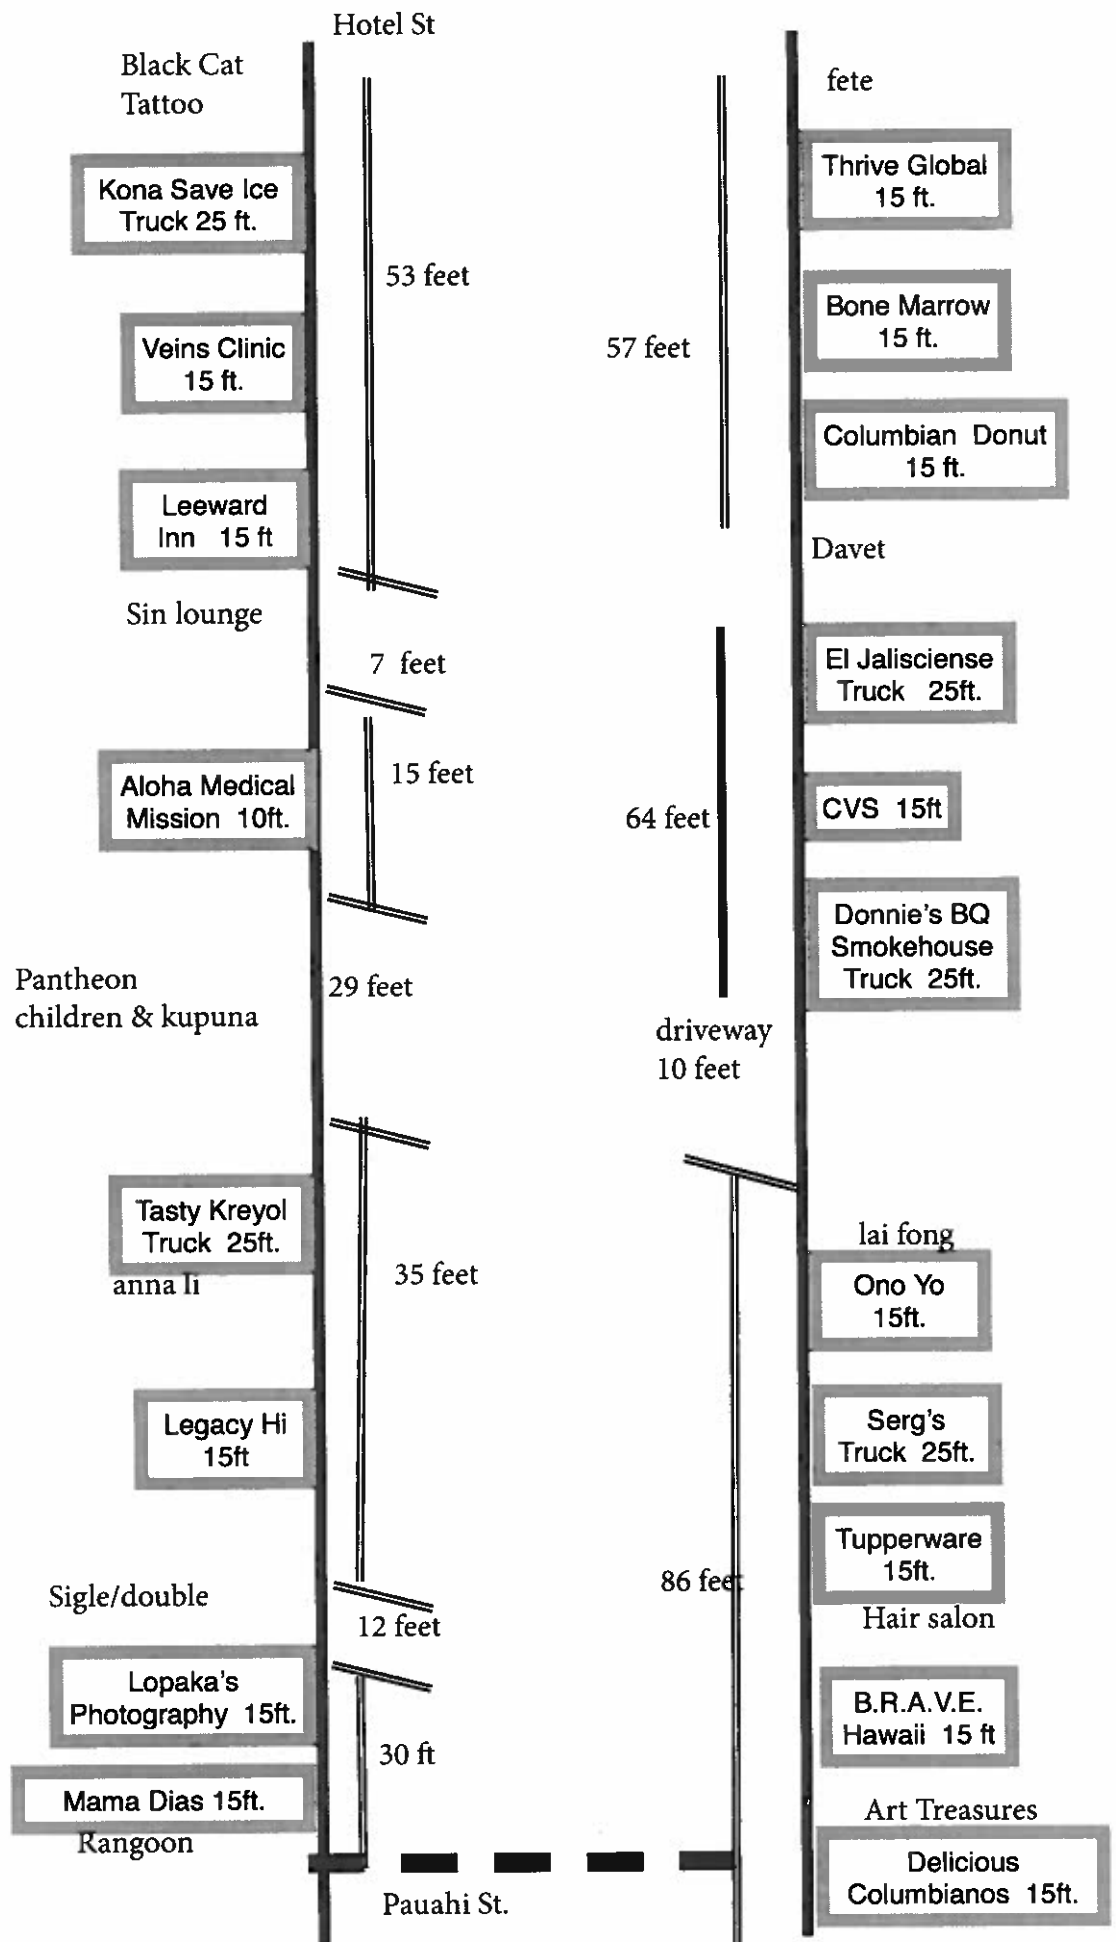 Hotel St
Black Cat
Tattoo
Kona Save Ice
Truck 25 ft.
53 feet
Veins Clinic
15 ft.
Leeward
Inn 15 ft
Sin lounge
7 feet
Aloha Medical
Mission 10ft.
15 feet
Pantheon
children & kupuna
29 feet
Tasty Kreyol
Truck 25ft.
anna li
35 feet
Legacy Hi
15ft
Sigle/double
12 feet
Lopaka's
Photography 15ft.
30 ft
Mama Dias 15ft.
Rangoon
Pauahi St.
fete
Thrive Global
15 ft.
Bone Marrow
15 ft.
57 feet
Columbian Donut
15 ft.
Davet
El Jalisciense
Truck 25ft.
CVS 15ft
64 feet
Donnie's BQ
Smokehouse
Truck 25ft.
driveway
10 feet
lai fong
Ono Yo
15ft.
Serg's
Truck 25ft.
Tupperware
15ft.
86 feet
Hair salon
B.R.A.V.E.
Hawaii 15 ft
Art Treasures
Delicious
Columbianos 15ft.